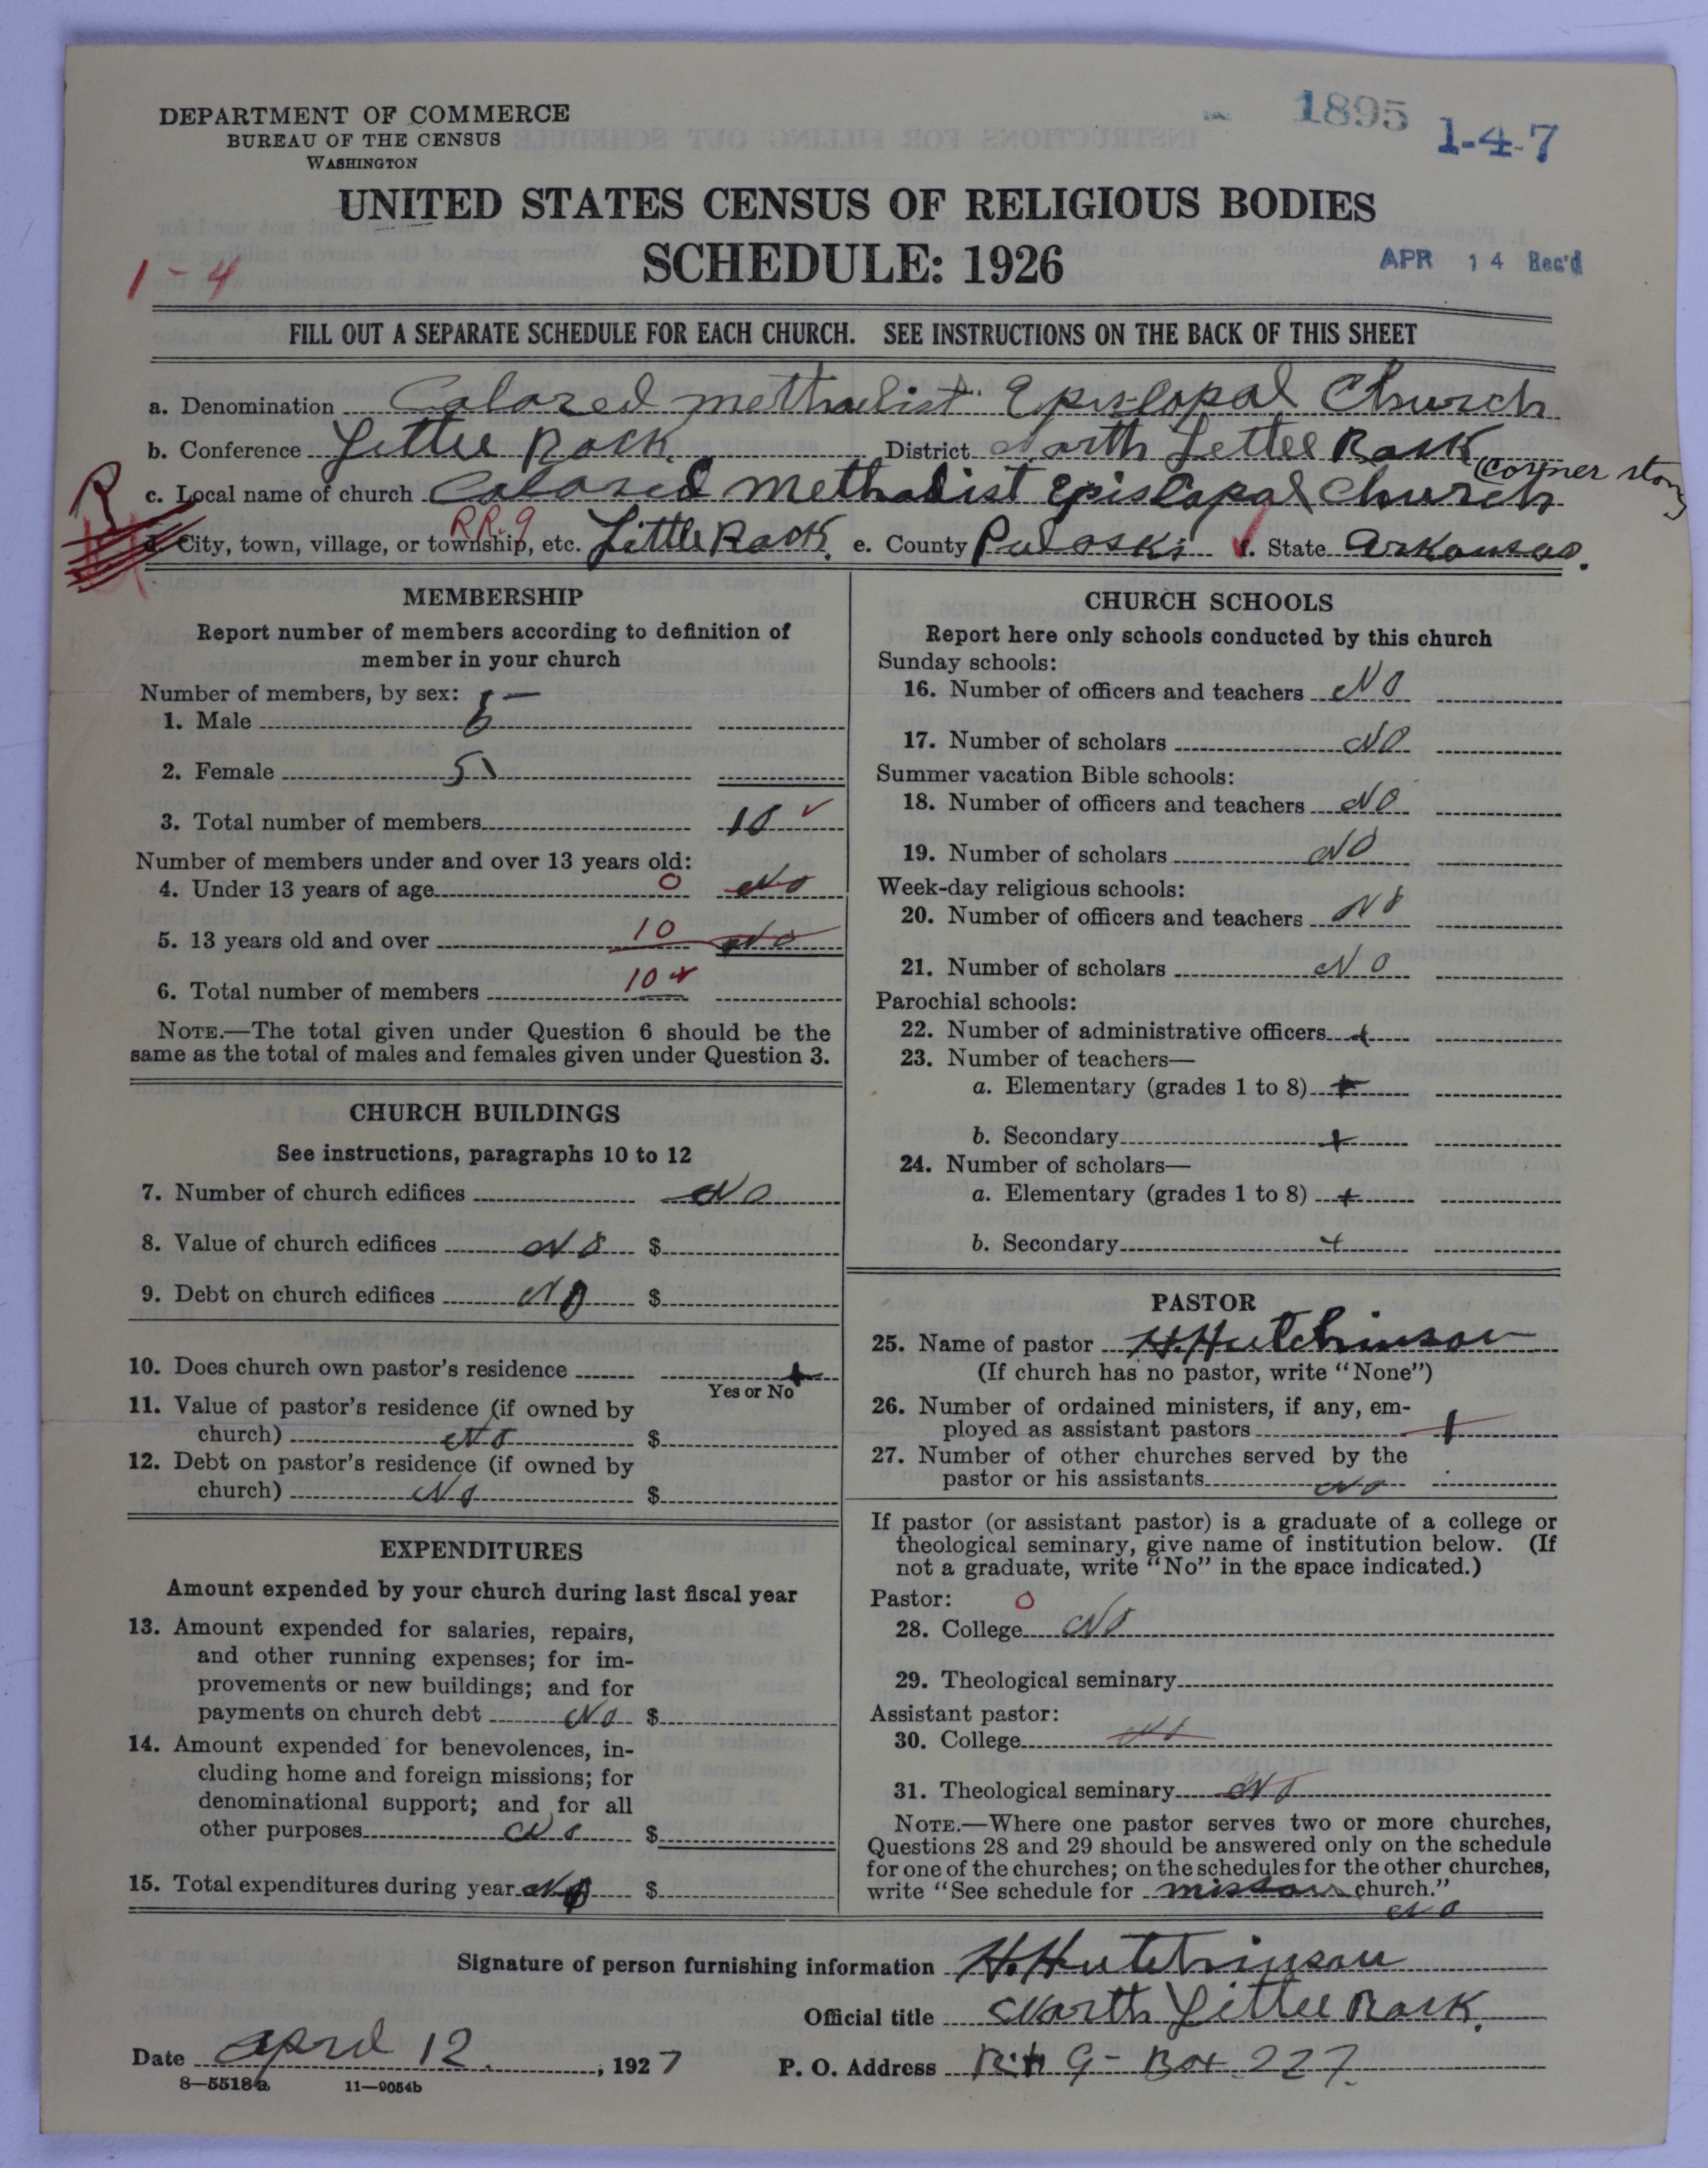 DEPARTMENT OF COMMERCE
BUREAU OF THE CENSUS
WASHINGTON
1895
1-4-7
UNITED STATES CENSUS OF RELIGIOUS BODIES
SCHEDULE: 1926
1-4
APR 14 Rec'd
FILL OUT A SEPARATE SCHEDULE FOR EACH CHURCH. SEE INSTRUCTIONS ON THE BACK OF THIS SHEET
a. Denomination Colored methodist Episcopal Church
b. Conference Little Rock. District North Little Rock
c. Local name of church Colored methodist Episcopal church (corner stone)
R
RR.9
d. City, town, village, or township, etc. Little Rock. e. County Pulaski f. State Arkansas.
MEMBERSHIP
Report number of members according to definition of
member in your church
Number of members, by sex: 5
1. Male
2. Female 5
3. Total number of members 10 ✓
Number of members under and over 13 years old:
4. Under 13 years of age 0 No
5. 13 years old and over 10 No
6. Total number of members 10
NOTE.—The total given under Question 6 should be the
same as the total of males and females given under Question 3.
CHURCH BUILDINGS
See instructions, paragraphs 10 to 12
7. Number of church edifices No
8. Value of church edifices No $
9. Debt on church edifices No $
10. Does church own pastor's residence +
Yes or No
11. Value of pastor's residence (if owned by
church) No $
12. Debt on pastor's residence (if owned by
church) No $
EXPENDITURES
Amount expended by your church during last fiscal year
13. Amount expended for salaries, repairs,
and other running expenses; for im-
provements or new buildings; and for
payments on church debt No $
14. Amount expended for benevolences, in-
cluding home and foreign missions; for
denominational support; and for all
other purposes No $
15. Total expenditures during year No $
CHURCH SCHOOLS
Report here only schools conducted by this church
Sunday schools:
16. Number of officers and teachers No
17. Number of scholars No
Summer vacation Bible schools:
18. Number of officers and teachers No
19. Number of scholars No
Week-day religious schools:
20. Number of officers and teachers No
21. Number of scholars No
Parochial schools:
22. Number of administrative officers +
23. Number of teachers—
a. Elementary (grades 1 to 8) +
b. Secondary +
24. Number of scholars—
a. Elementary (grades 1 to 8) +
b. Secondary +
PASTOR
25. Name of pastor H. Hutchinson
(If church has no pastor, write "None")
26. Number of ordained ministers, if any, em-
ployed as assistant pastors +
27. Number of other churches served by the
pastor or his assistants No
If pastor (or assistant pastor) is a graduate of a college or
theological seminary, give name of institution below. (If
not a graduate, write "No" in the space indicated.)
Pastor: 0
28. College No
29. Theological seminary
Assistant pastor:
30. College No
31. Theological seminary No
NOTE.—Where one pastor serves two or more churches,
Questions 28 and 29 should be answered only on the schedule
for one of the churches; on the schedules for the other churches,
write "See schedule for church."
No
Signature of person furnishing information H. Hutchinson
Official title North Little Rock.
Date april 12., 1927 P. O. Address Rt 9- Box 227.
8—5518a 11—9054b